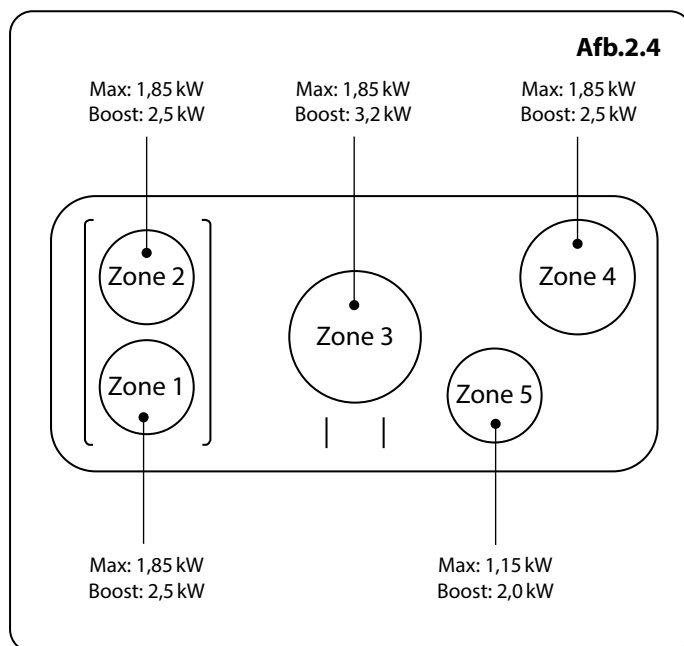 Afb.2.4
Max: 1,85 kW
Boost: 2,5 kW
Max: 1,85 kW
Boost: 3,2 kW
Max: 1,85 kW
Boost: 2,5 kW
Zone 2
Zone 4
Zone 3
Zone 1
Zone 5
Max: 1,85 kW
Boost: 2,5 kW
Max: 1,15 kW
Boost: 2,0 kW